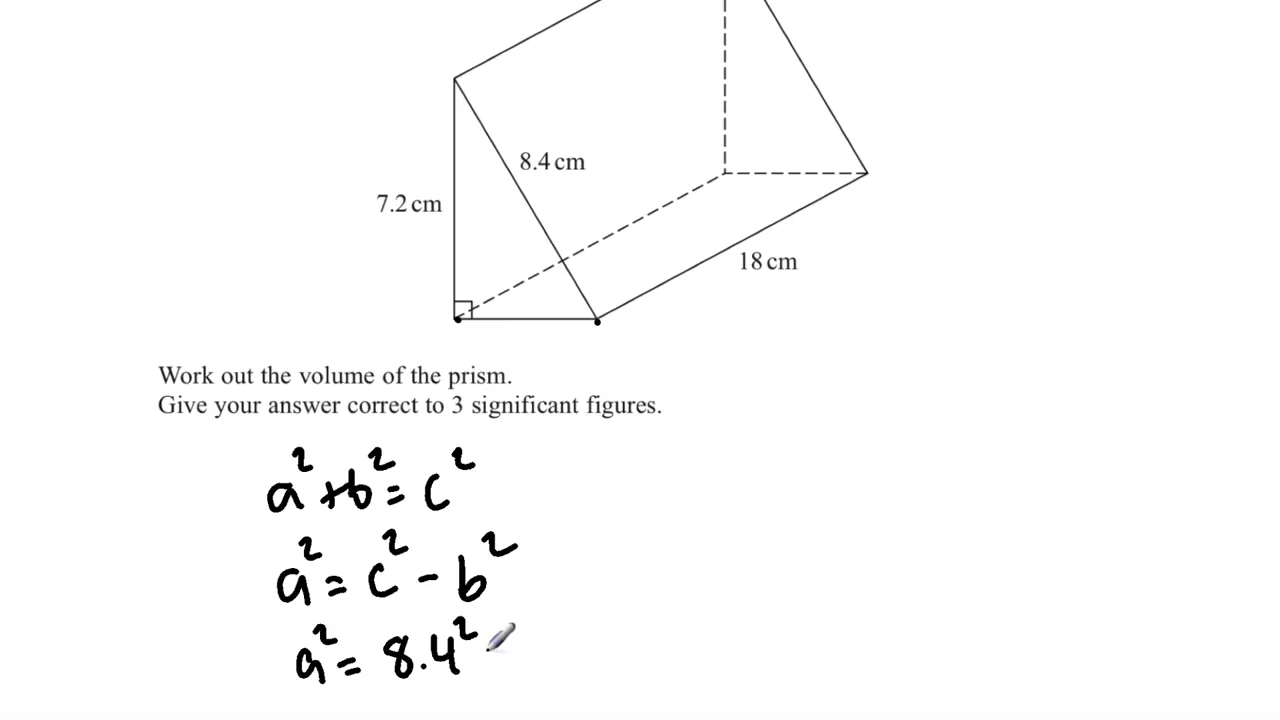 8.4 cm
7.2 cm
18 cm
Work out the volume of the prism.
Give your answer correct to 3 significant figures.
a² + b² = c²
a² = c² - b²
a² = 8.4²